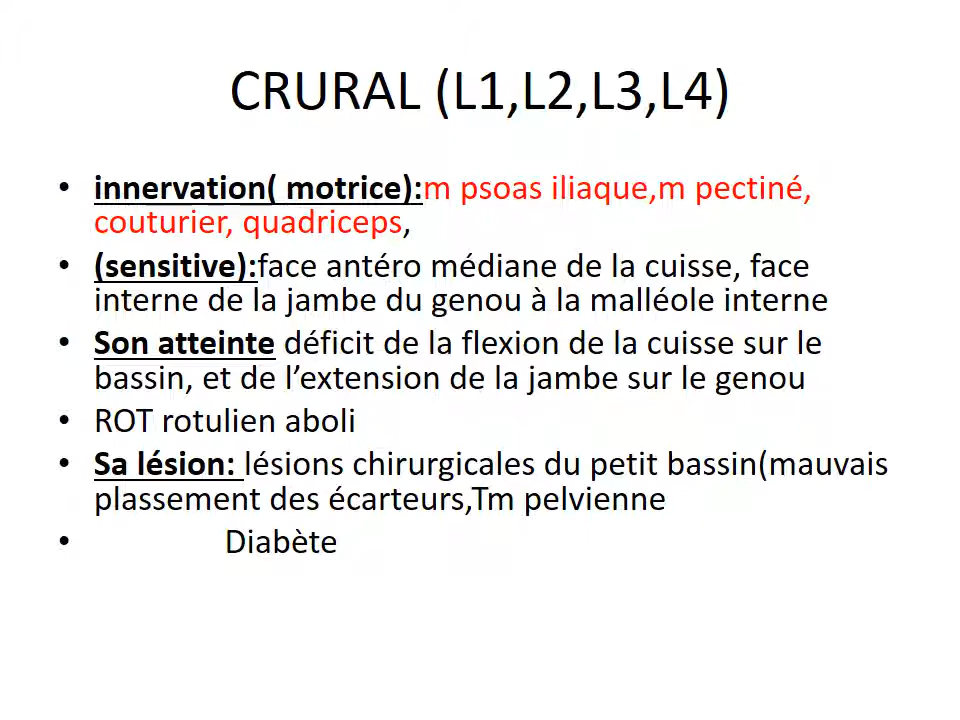 CRURAL (L1,L2,L3,L4)
• innervation( motrice):m psoas iliaque,m pectiné,
couturier, quadriceps,
• (sensitive):face antéro médiane de la cuisse, face
interne de la jambe du genou à la malléole interne
• Son atteinte déficit de la flexion de la cuisse sur le
bassin, et de l’extension de la jambe sur le genou
• ROT rotulien aboli
• Sa lésion: lésions chirurgicales du petit bassin(mauvais
plassement des écarteurs,Tm pelvienne
• Diabète